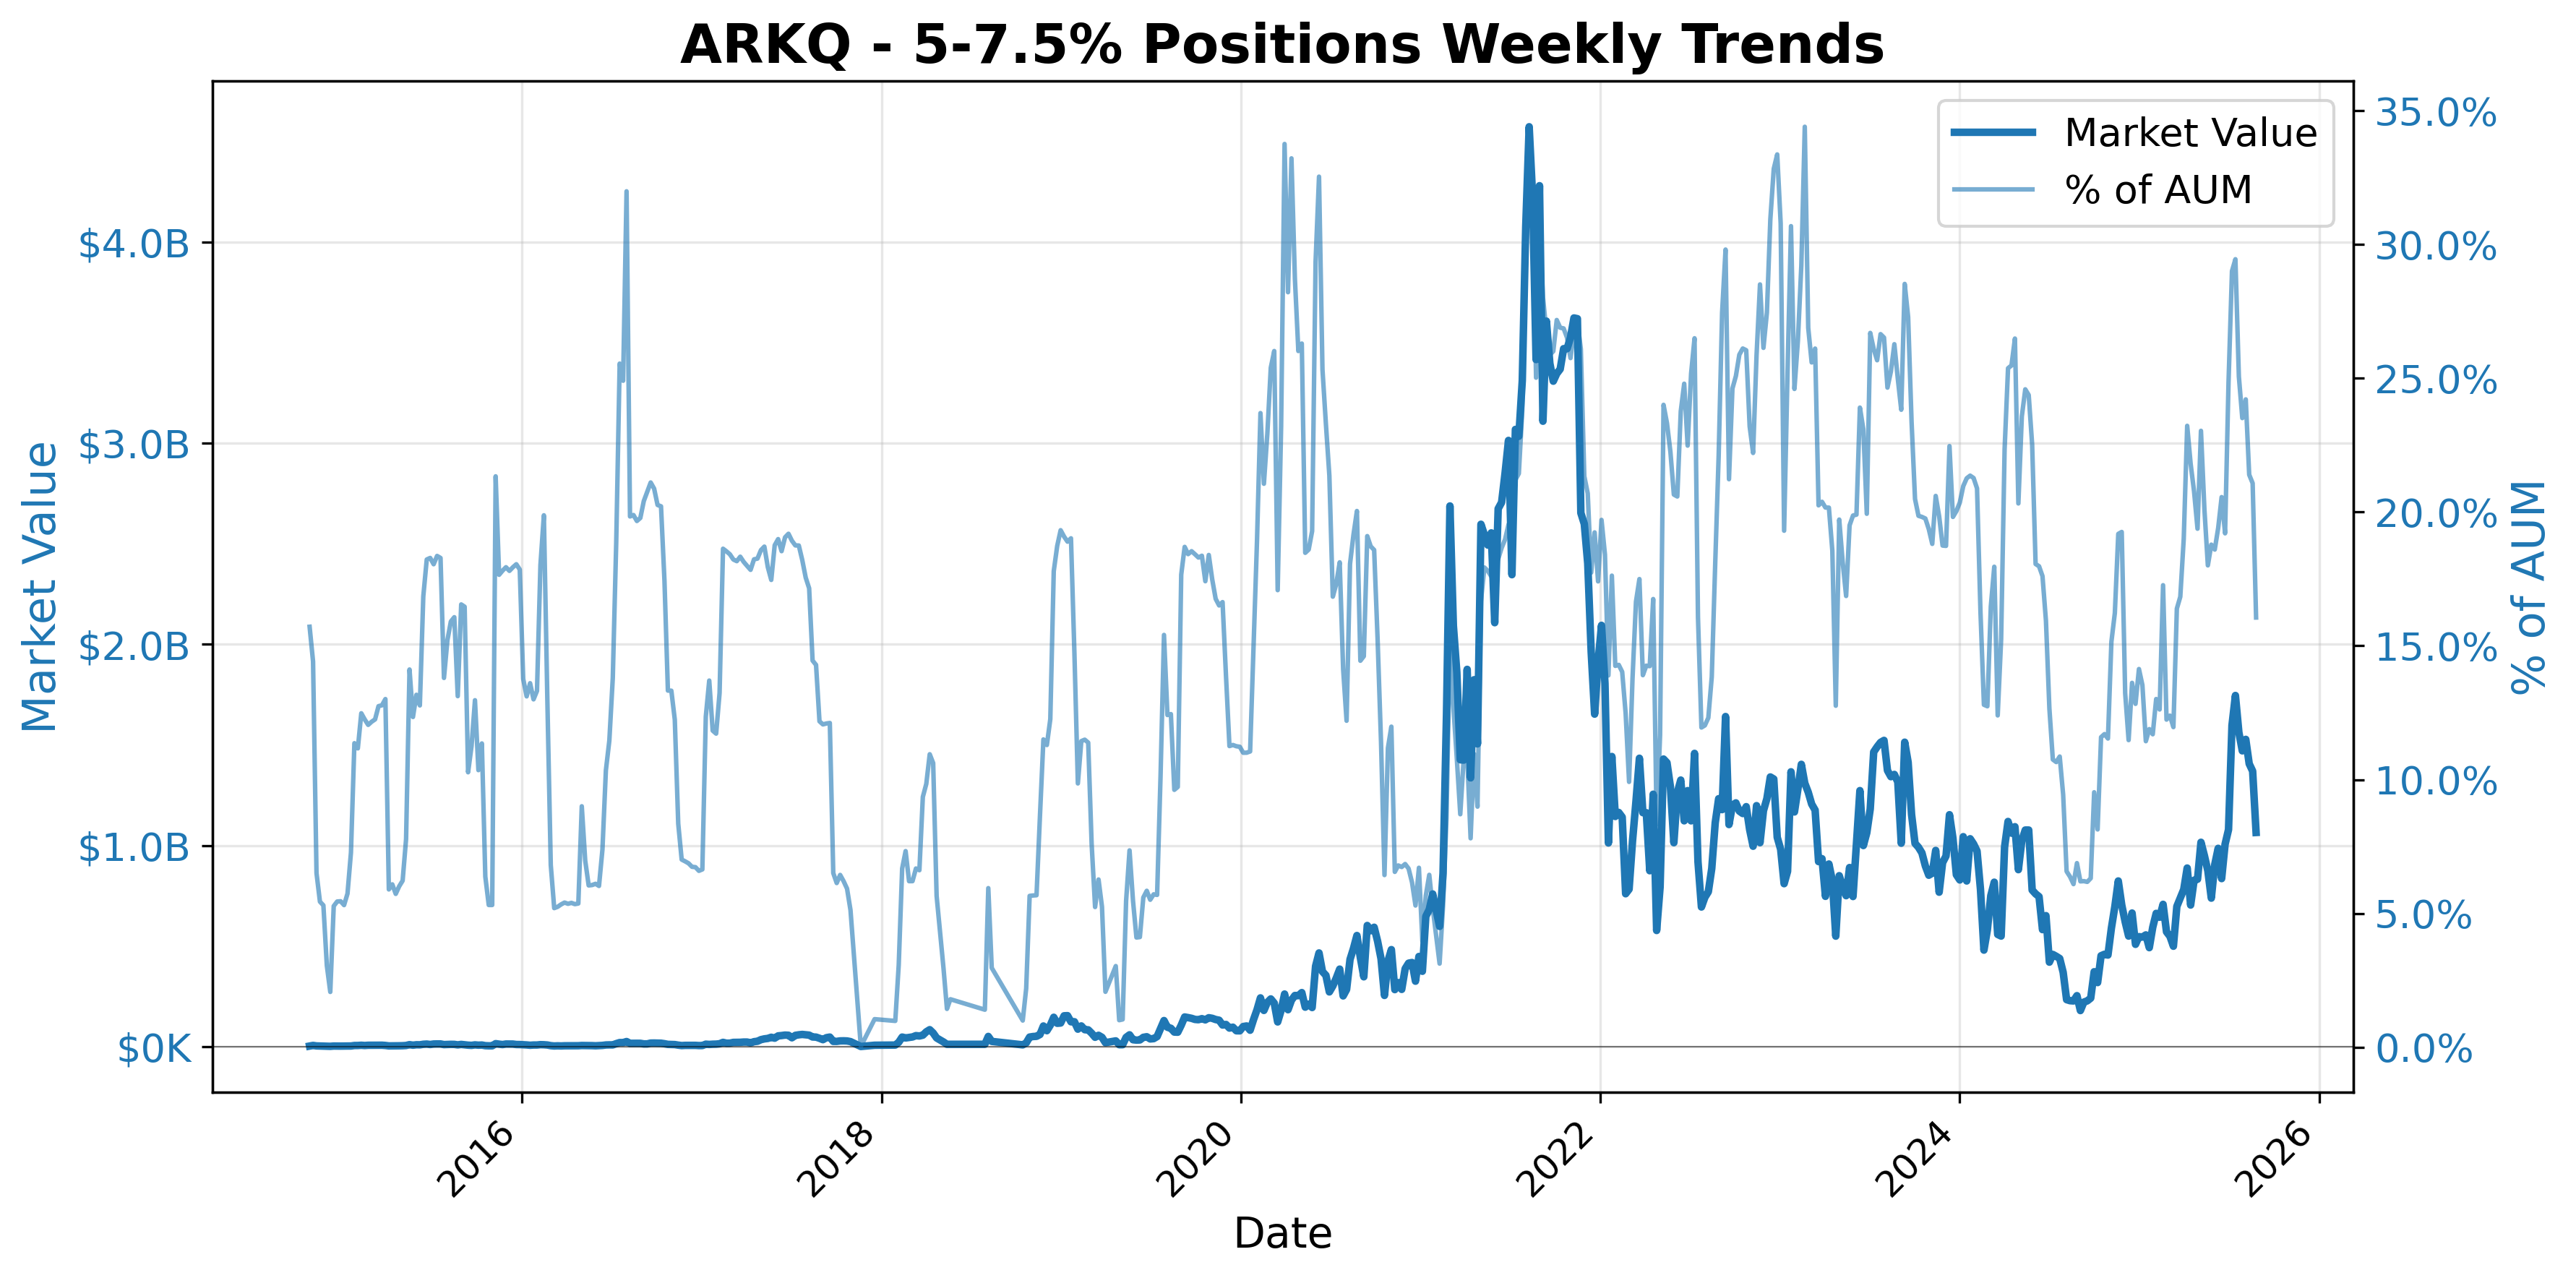 ARKQ - 5-7.5% Positions Weekly Trends
Market Value
% of AUM
$4.0B
$3.0B
$2.0B
$1.0B
$0K
Market Value
35.0%
30.0%
25.0%
20.0%
15.0%
10.0%
5.0%
0.0%
% of AUM
2016
2018
2020
2022
2024
2026
Date